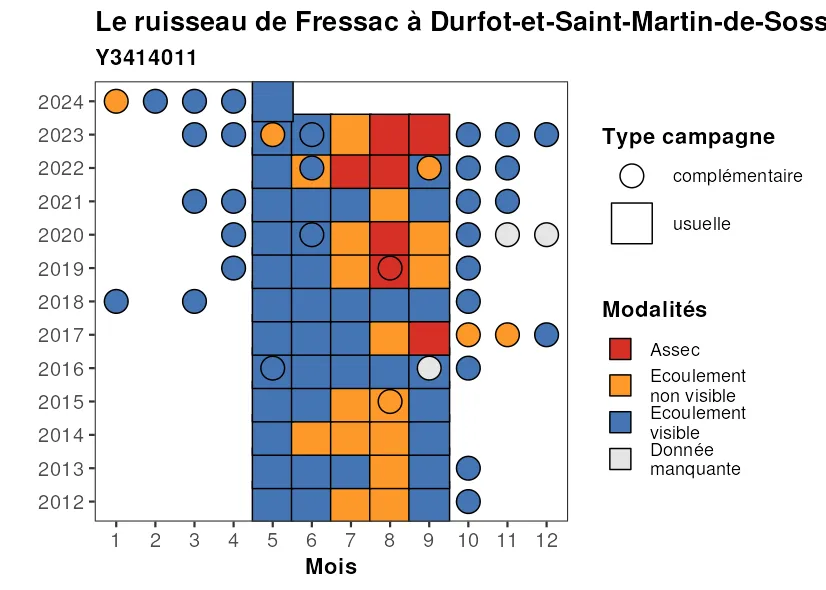 Le ruisseau de Fressac à Durfot-et-Saint-Martin-de-Soss
Y3414011
2024
2023
2022
2021
2020
2019
2018
2017
2016
2015
2014
2013
2012
1 2 3 4 5 6 7 8 9 10 11 12
Mois
Type campagne
complémentaire
usuelle
Modalités
Assec
Ecoulement
non visible
Ecoulement
visible
Donnée
manquante